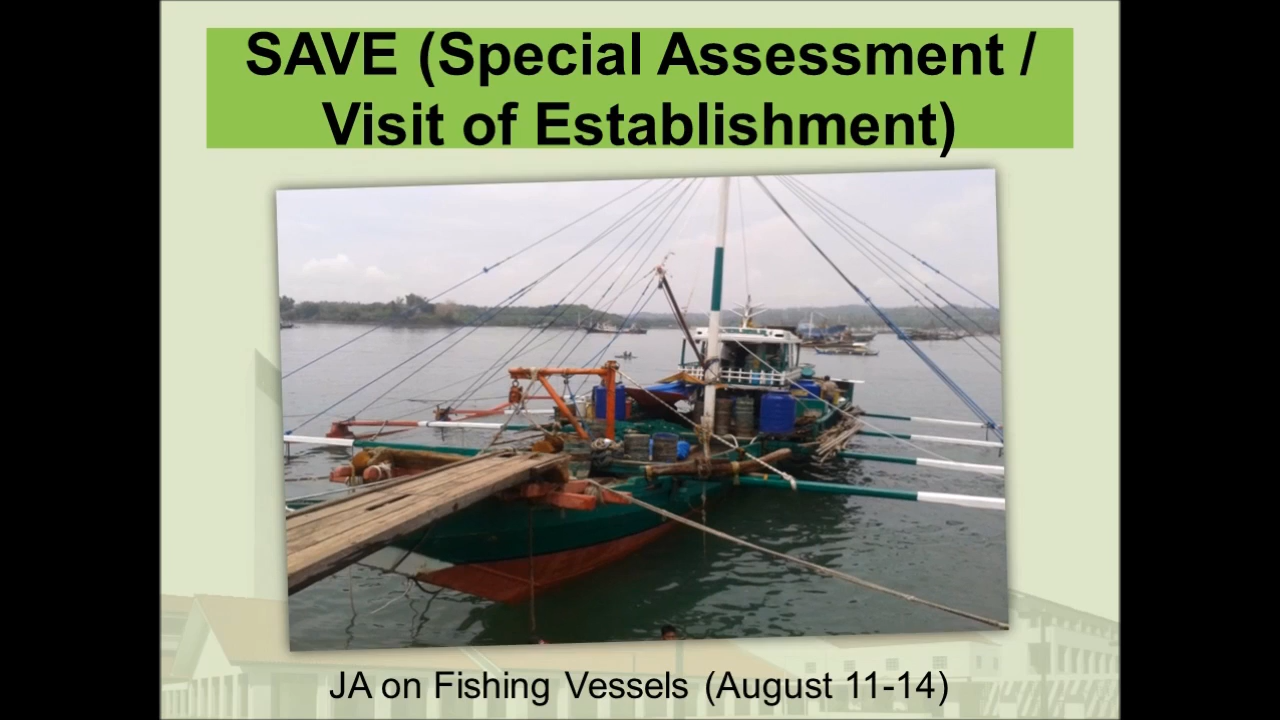 SAVE (Special Assessment /
Visit of Establishment)
JA on Fishing Vessels (August 11-14)